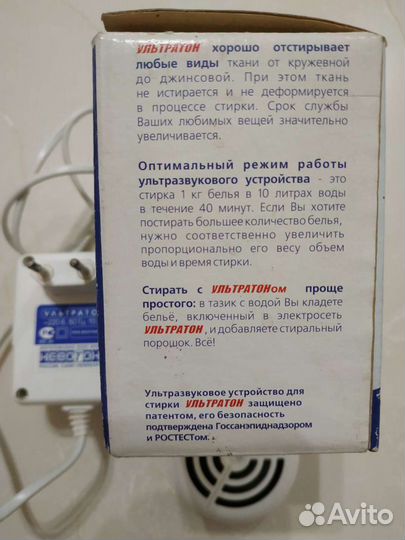 УЛЬТРАТОН хорошо отстирывает
любые виды ткани от кружевной
до джинсовой. При этом ткань
не истирается и не деформируется
в процессе стирки. Срок службы
Ваших любимых вещей значительно
увеличивается.
Оптимальный режим работы
ультразвукового устройства - это
стирка 1 кг белья в 10 литрах воды
в течение 40 минут. Если Вы хотите
постирать большее количество белья,
нужно соответственно увеличить
пропорционально его весу объем
воды и время стирки.
Стирать с УЛЬТРАТОНом проще
простого: в тазик с водой Вы кладете
бельё, включенный в электросеть
УЛЬТРАТОН, и добавляете стиральный
порошок. Всё!
Ультразвуковое устройство для
стирки УЛЬТРАТОН защищено
патентом, его безопасность
подтверждена Госсанэпиднадзором
и РОСТЕСТом.
УЛЬТРАТОН
НЕВОТОН
Avito